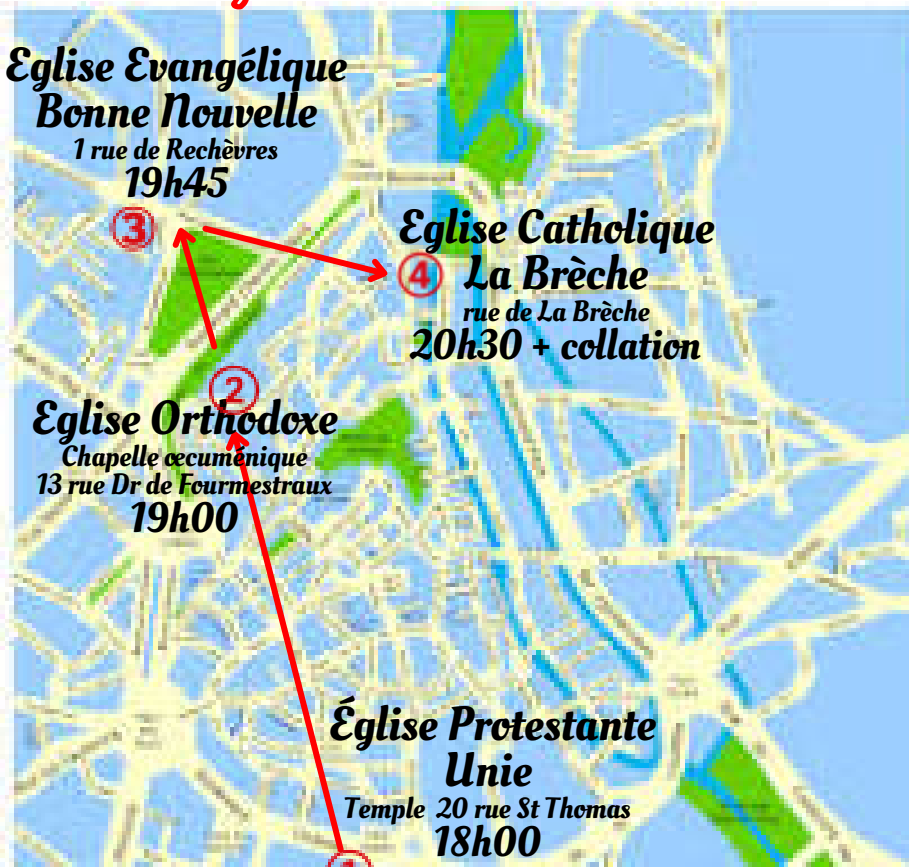 Eglise Evangélique
Bonne Nouvelle
1 rue de Rechèvres
19h45
3
Eglise Catholique
4 La Brèche
rue de La Brèche
20h30 + collation
2
Eglise Orthodoxe
Chapelle œcuménique
13 rue Dr de Fourmestraux
19h00
Église Protestante
Unie
Temple 20 rue St Thomas
18h00
1